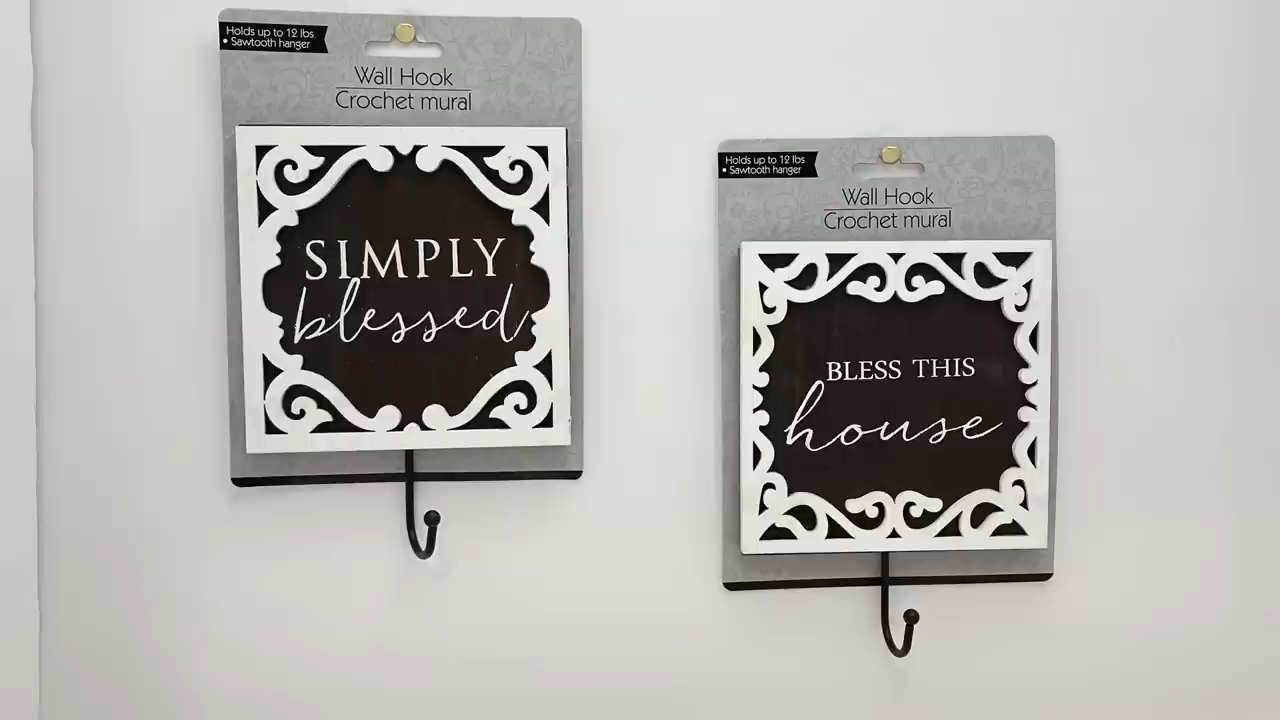 Holds up to 12 lbs.
• Sawtooth hanger
Wall Hook
Crochet mural
SIMPLY
blessed
Holds up to 12 lbs
• Sawtooth hanger
Wall Hook
Crochet mural
BLESS THIS
house